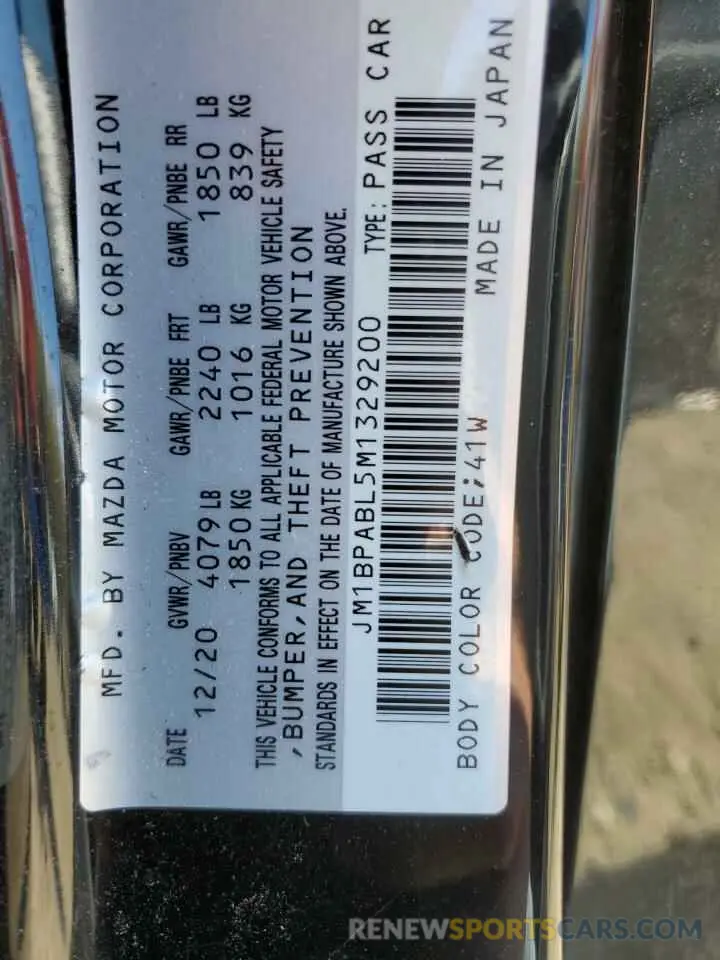 MFD. BY MAZDA MOTOR CORPORATION
DATE GVWR/PNBV GAWR/PNBE FRT GAWR/PNBE RR
12/20 4079 LB 2240 LB 1850 LB
1850 KG 1016 KG 839 KG
THIS VEHICLE CONFORMS TO ALL APPLICABLE FEDERAL MOTOR VEHICLE SAFETY
,BUMPER,AND THEFT PREVENTION
STANDARDS IN EFFECT ON THE DATE OF MANUFACTURE SHOWN ABOVE.
JM1BPABL5M1329200 TYPE: PASS CAR
BODY COLOR CODE;41W MADE IN JAPAN
RENEWSPORTSCARS.COM